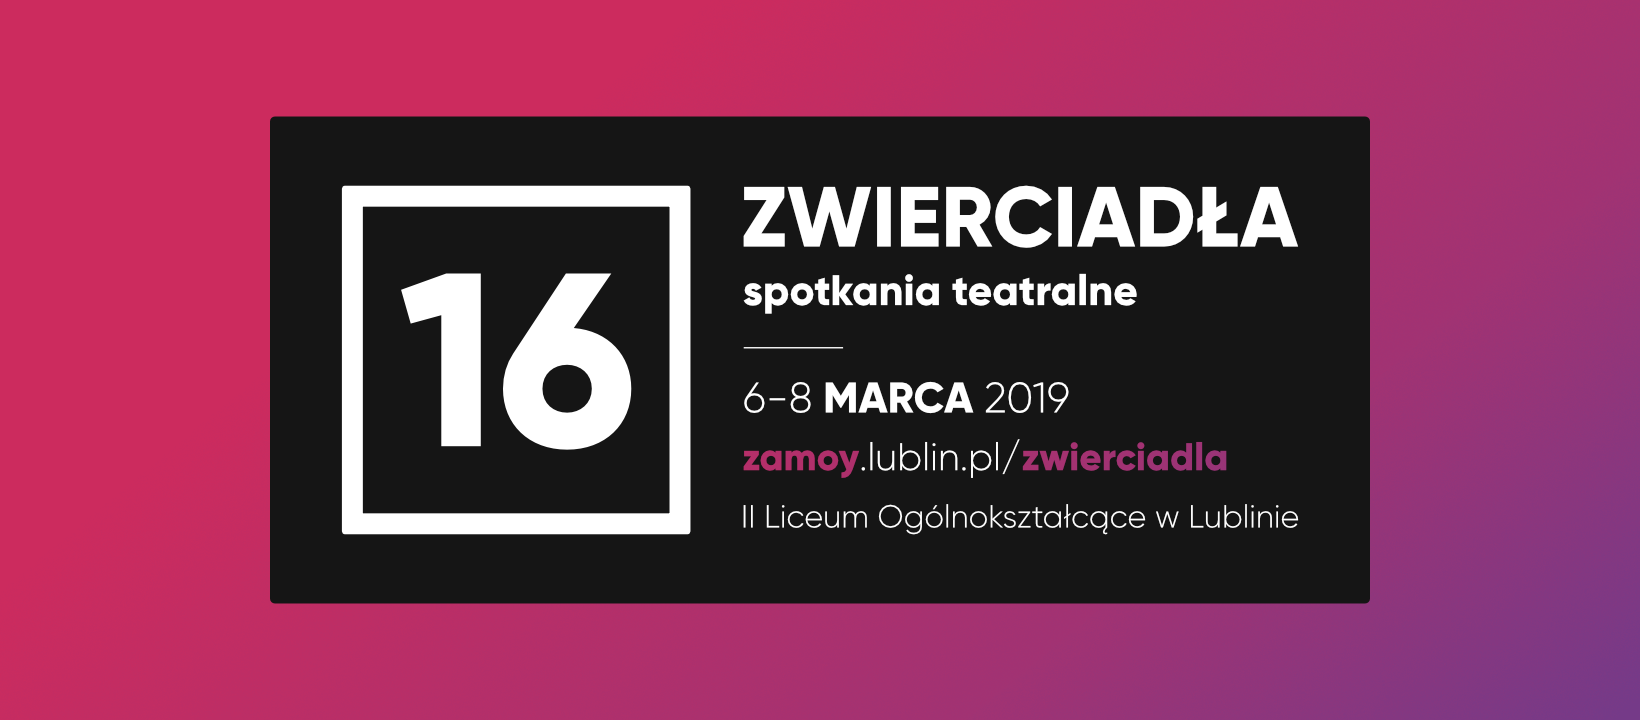 16
ZWIERCIADŁA
spotkania teatralne
6-8 MARCA 2019
zamoy.lublin.pl/zwierciadla
II Liceum Ogólnokształcące w Lublinie